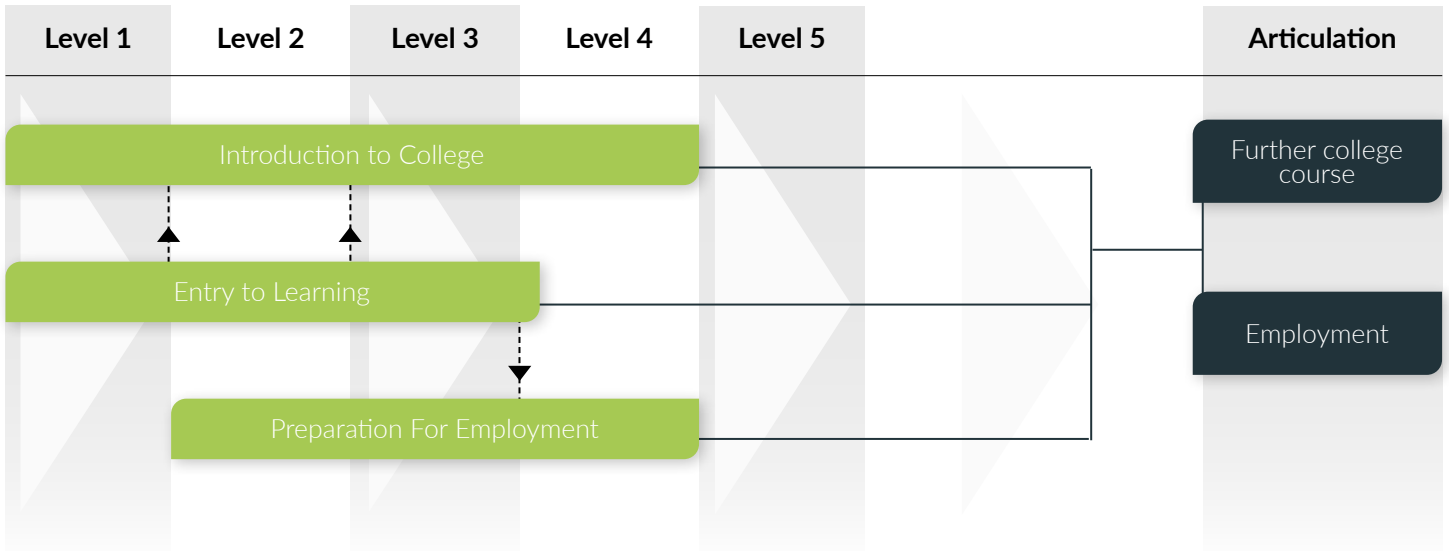 Level 1
Level 2
Level 3
Level 4
Level 5
Articulation
Introduction to College
Further college
course
Entry to Learning
Employment
Preparation For Employment